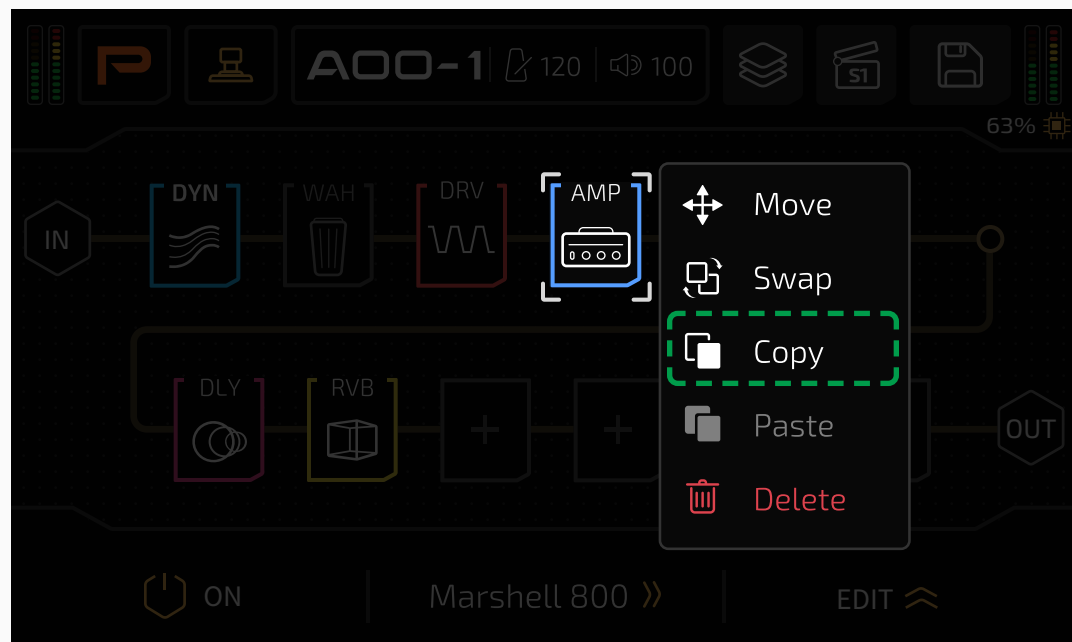 P A00-1 120 100 S1
63%
IN DYN WAH DRV AMP
Move
Swap
Copy
Paste
Delete
DLY RVB + + OUT
ON Marshell 800 EDIT